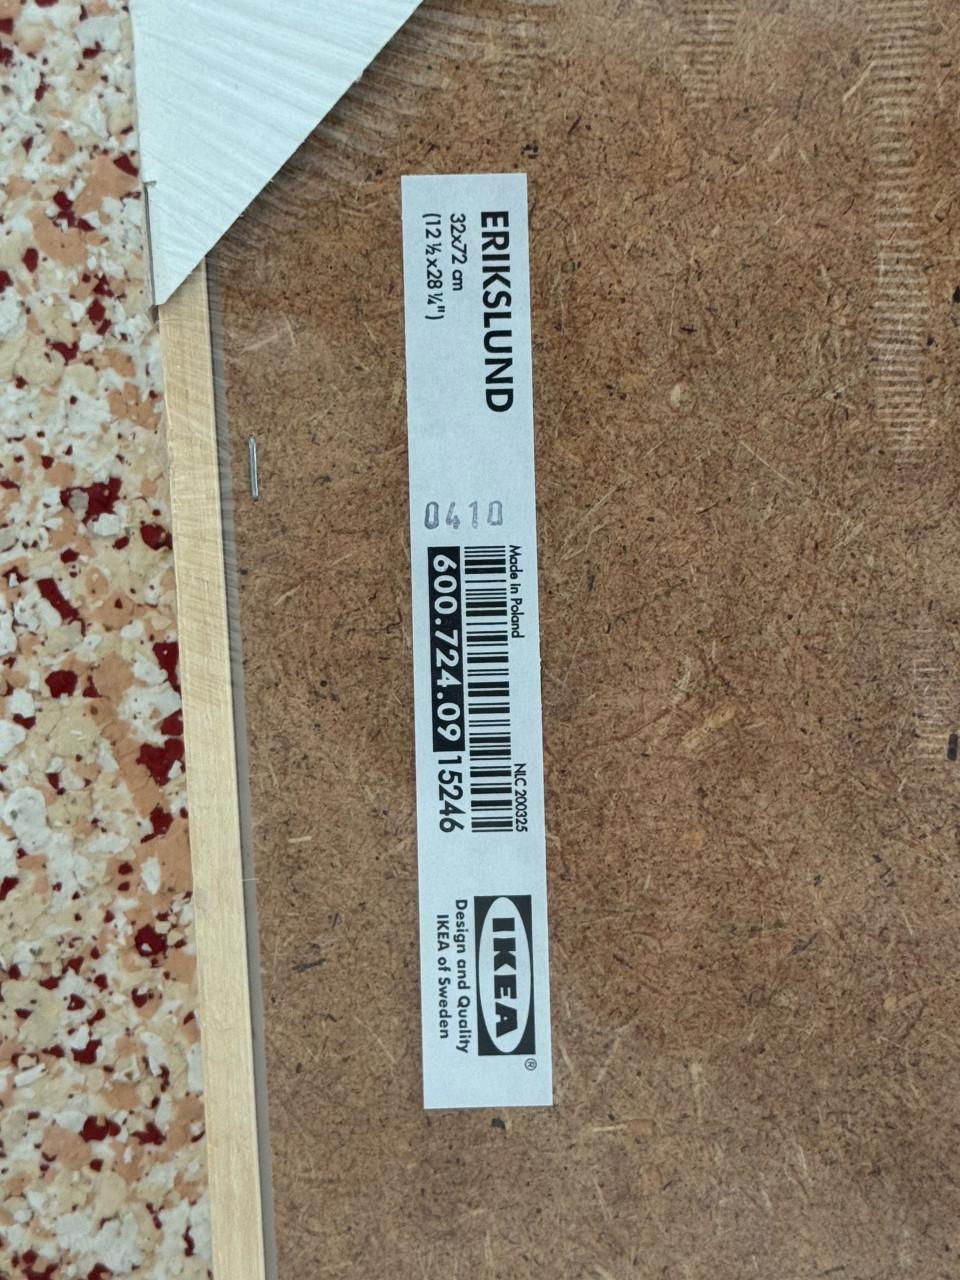 ERIKSLUND
32x72 cm
(12 ½x28 ¼")
0410
Made in Poland
NLC 200325
600.724.09 15246
IKEA®
Design and Quality
IKEA of Sweden